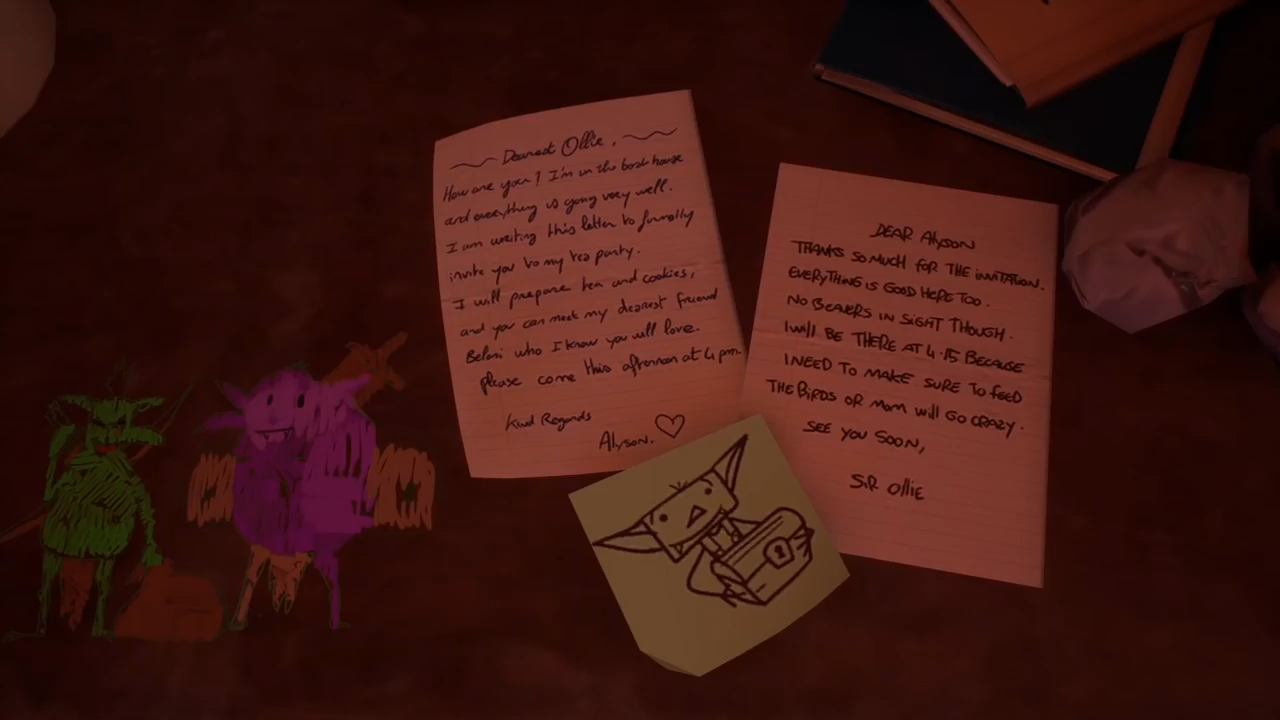 Dearest Ollie,
How are you? I'm in the boat house
and everything is going very well.
I am writing this letter to formally
invite you to my tea party.
I will prepare tea and cookies,
and you can meet my dearest friend
Beleni who I know you will love.
please come this afternoon at 4 pm.
Kind Regards
Alyson.
DEAR Alyson
THANKS SO MUCH FOR THE INVITATION.
EVERYTHING IS GOOD HERE TOO.
NO BEAVERS IN SIGHT THOUGH.
I WILL BE THERE AT 4.15 BECAUSE
I NEED TO MAKE SURE TO FEED
THE BIRDS OR MOM WILL GO CRAZY.
SEE YOU SOON,
SIR OLLIE